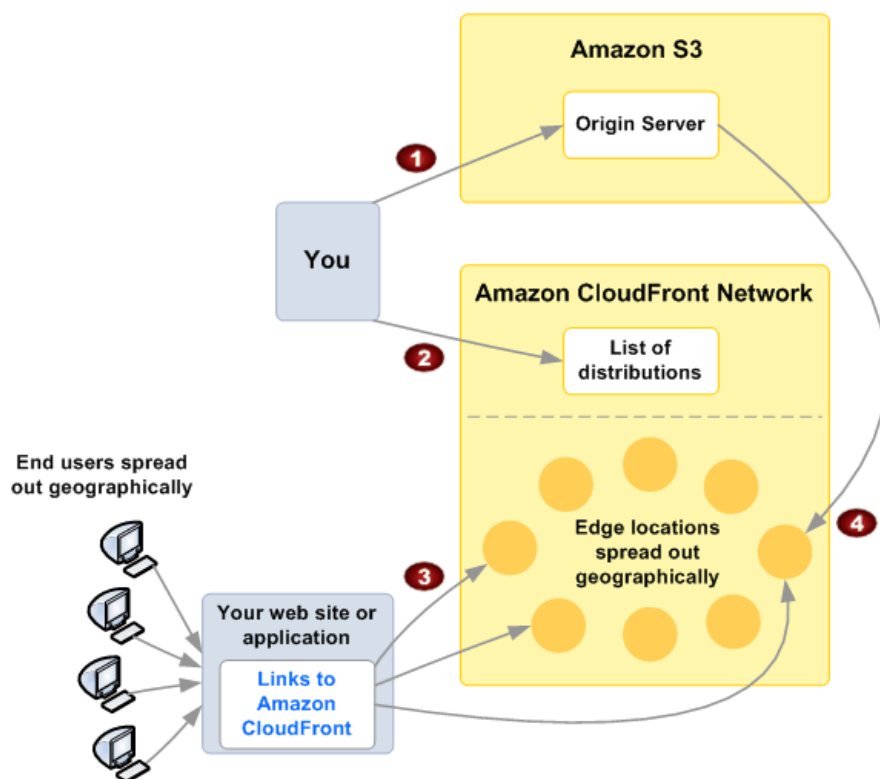 Amazon S3
Origin Server
1
You
Amazon CloudFront Network
2
List of
distributions
End users spread
out geographically
Edge locations
spread out
geographically
4
3
Your web site or
application
Links to
Amazon
CloudFront